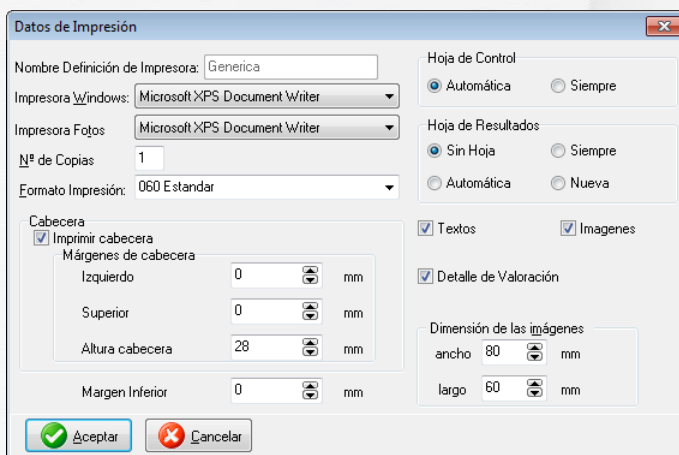 Datos de Impresión
Nombre Definición de Impresora: Generica
Impresora Windows: Microsoft XPS Document Writer
Impresora Fotos Microsoft XPS Document Writer
Nº de Copias 1
Formato Impresión: 060 Estandar
Cabecera
Imprimir cabecera
Márgenes de cabecera
Izquierdo 0 mm
Superior 0 mm
Altura cabecera 28 mm
Margen Inferior 0 mm
Hoja de Control
Automática Siempre
Hoja de Resultados
Sin Hoja Siempre
Automática Nueva
Textos Imagenes
Detalle de Valoración
Dimensión de las imágenes
ancho 80 mm
largo 60 mm
Aceptar Cancelar